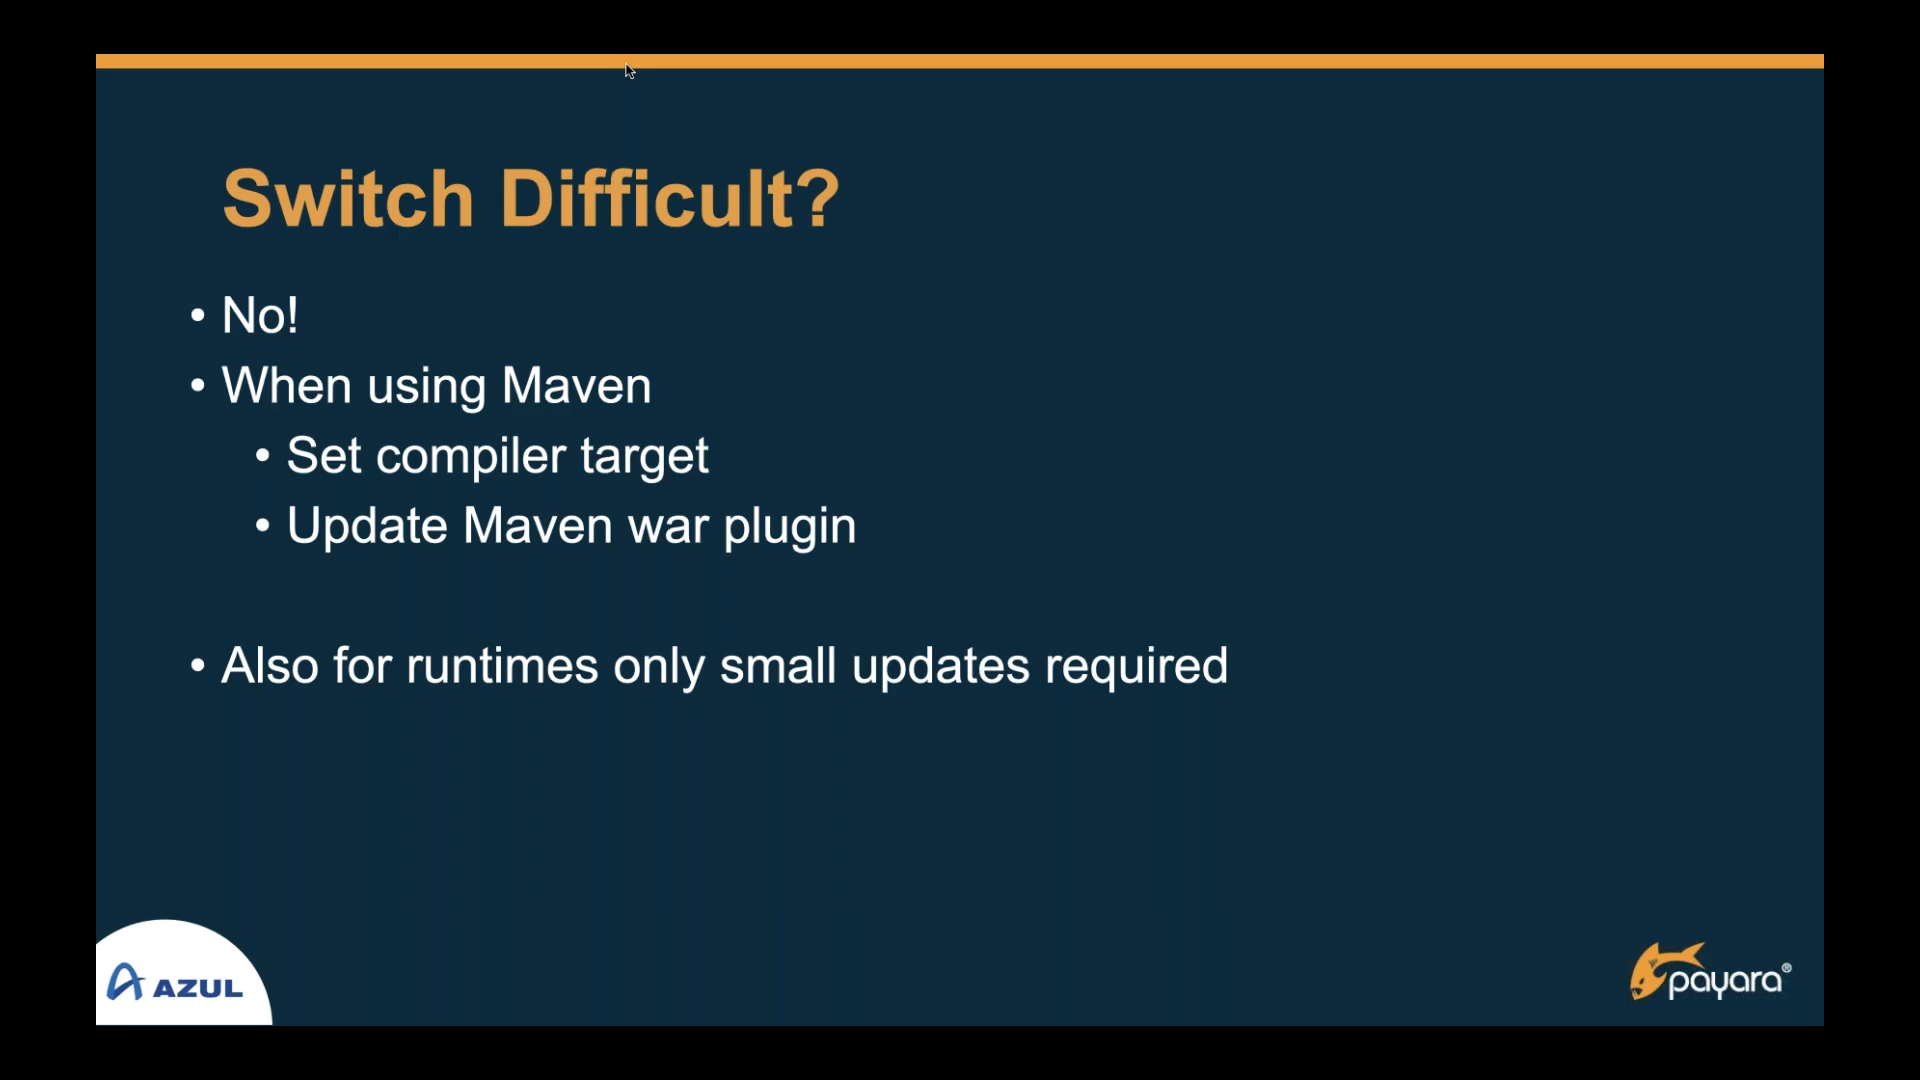 Switch Difficult?
• No!
• When using Maven
• Set compiler target
• Update Maven war plugin
• Also for runtimes only small updates required
AZUL
payara®